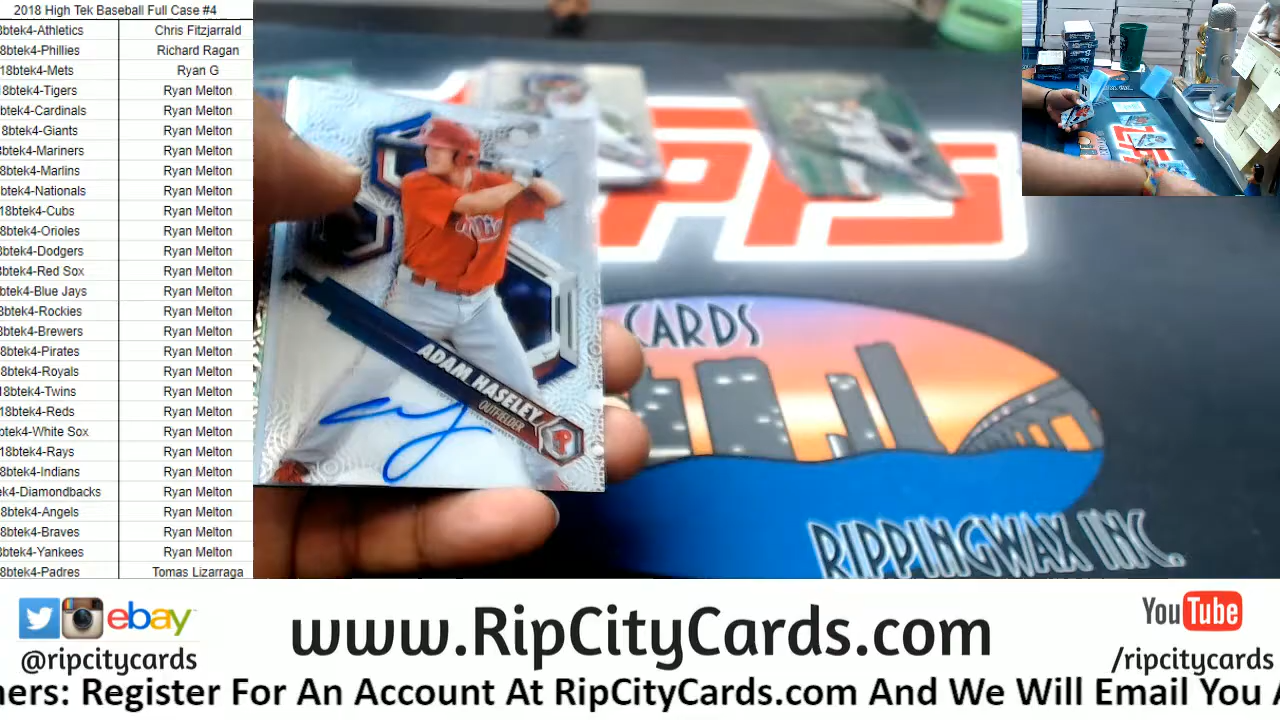 2018 High Tek Baseball Full Case #4
8btek4-Athletics Chris Fitzjarrald
8btek4-Phillies Richard Ragan
18btek4-Mets Ryan G
18btek4-Tigers Ryan Melton
btek4-Cardinals Ryan Melton
8btek4-Giants Ryan Melton
8btek4-Mariners Ryan Melton
18btek4-Marlins Ryan Melton
btek4-Nationals Ryan Melton
18btek4-Cubs Ryan Melton
18btek4-Orioles Ryan Melton
8btek4-Dodgers Ryan Melton
8btek4-Red Sox Ryan Melton
btek4-Blue Jays Ryan Melton
8btek4-Rockies Ryan Melton
8btek4-Brewers Ryan Melton
8btek4-Pirates Ryan Melton
8btek4-Royals Ryan Melton
18btek4-Twins Ryan Melton
18btek4-Reds Ryan Melton
btek4-White Sox Ryan Melton
18btek4-Rays Ryan Melton
8btek4-Indians Ryan Melton
ek4-Diamondbacks Ryan Melton
8btek4-Angels Ryan Melton
8btek4-Braves Ryan Melton
8btek4-Yankees Ryan Melton
8btek4-Padres Tomas Lizarraga
ADAM HASELEY
OUTFIELDER
P
PPS
CARDS
RIPPINGWAX INC.
ebay
@ripcitycards
www.RipCityCards.com
YouTube
/ripcitycards
ners: Register For An Account At RipCityCards.com And We Will Email You A